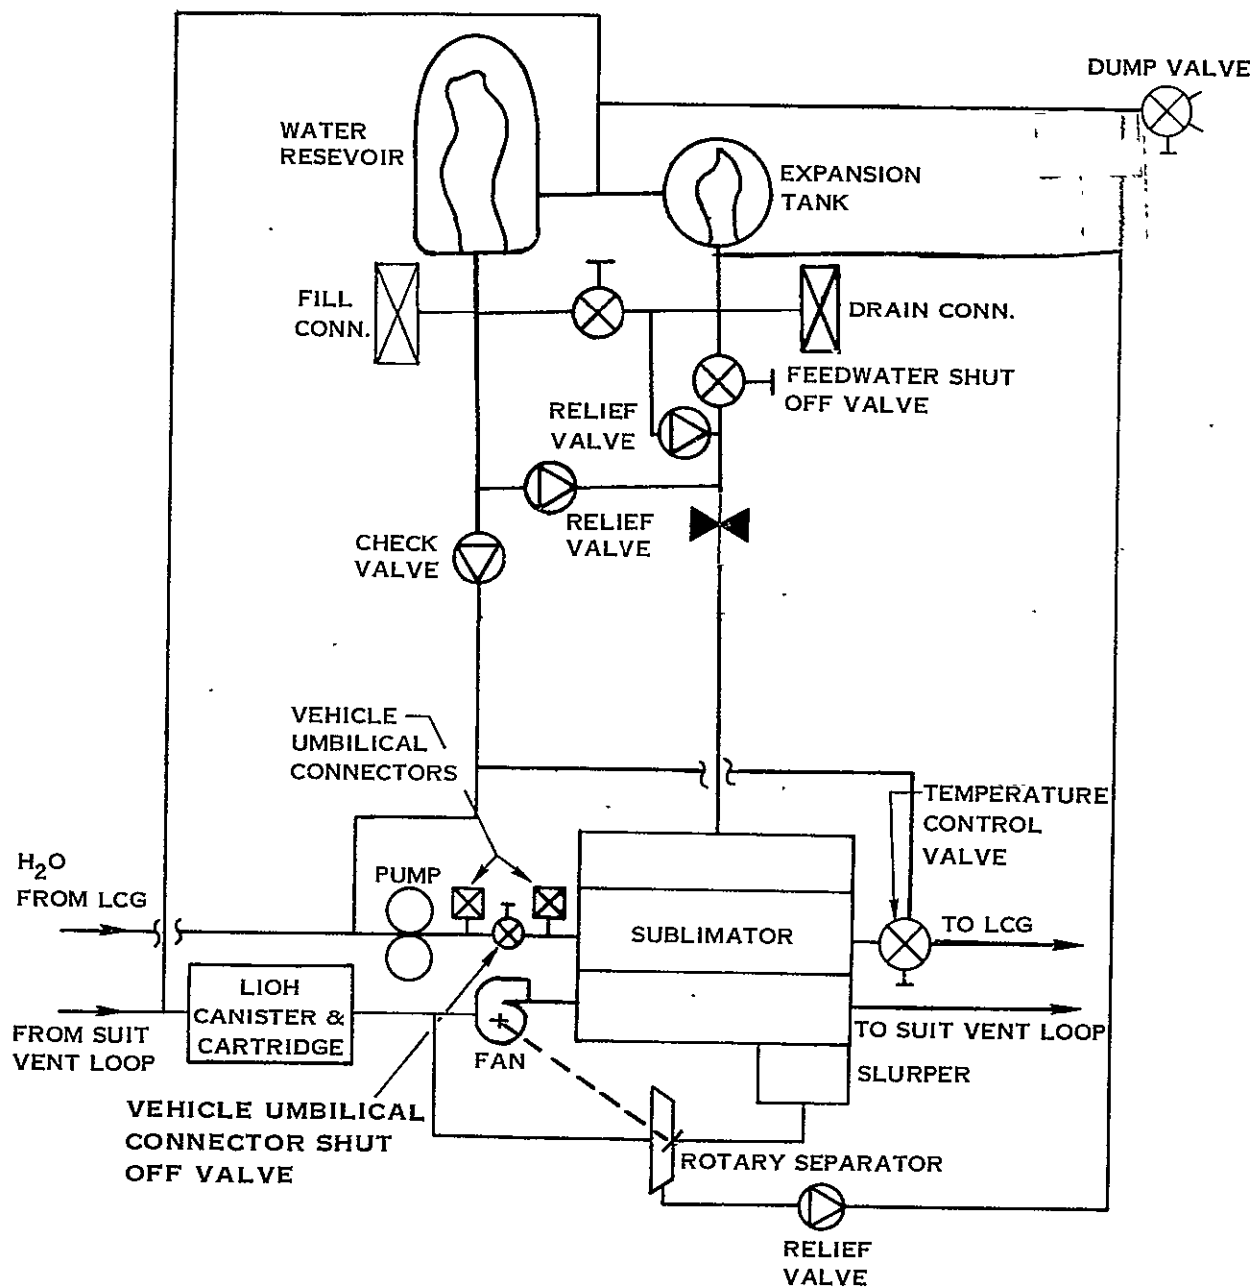 DUMP VALVE
WATER
RESEVOIR
EXPANSION
TANK
FILL
CONN.
DRAIN CONN.
FEEDWATER SHUT
OFF VALVE
RELIEF
VALVE
RELIEF
VALVE
CHECK
VALVE
VEHICLE
UMBILICAL
CONNECTORS
TEMPERATURE
CONTROL
VALVE
H2O
FROM LCG
PUMP
SUBLIMATOR
TO LCG
LIOH
CANISTER &
CARTRIDGE
FROM SUIT
VENT LOOP
FAN
TO SUIT VENT LOOP
SLURPER
VEHICLE UMBILICAL
CONNECTOR SHUT
OFF VALVE
ROTARY SEPARATOR
RELIEF
VALVE